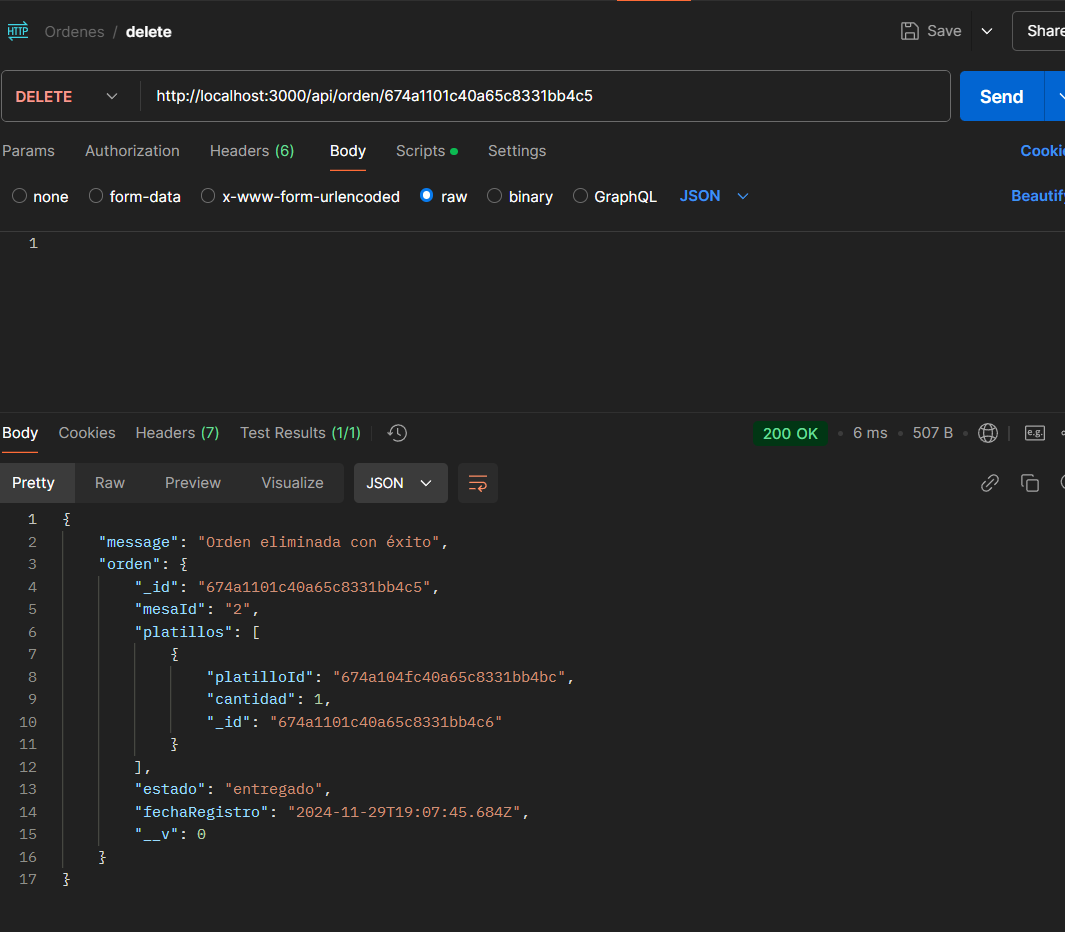 HTTP Ordenes / delete Save Share
DELETE http://localhost:3000/api/orden/674a1101c40a65c8331bb4c5 Send
Params Authorization Headers (6) Body Scripts Settings Cookie
none form-data x-www-form-urlencoded raw binary GraphQL JSON Beautify
1
Body Cookies Headers (7) Test Results (1/1) 200 OK • 6 ms • 507 B • e.g.
Pretty Raw Preview Visualize JSON
1 {
2 "message": "Orden eliminada con éxito",
3 "orden": {
4 "_id": "674a1101c40a65c8331bb4c5",
5 "mesaId": "2",
6 "platillos": [
7 {
8 "platilloId": "674a104fc40a65c8331bb4bc",
9 "cantidad": 1,
10 "_id": "674a1101c40a65c8331bb4c6"
11 }
12 ],
13 "estado": "entregado",
14 "fechaRegistro": "2024-11-29T19:07:45.684Z",
15 "__v": 0
16 }
17 }